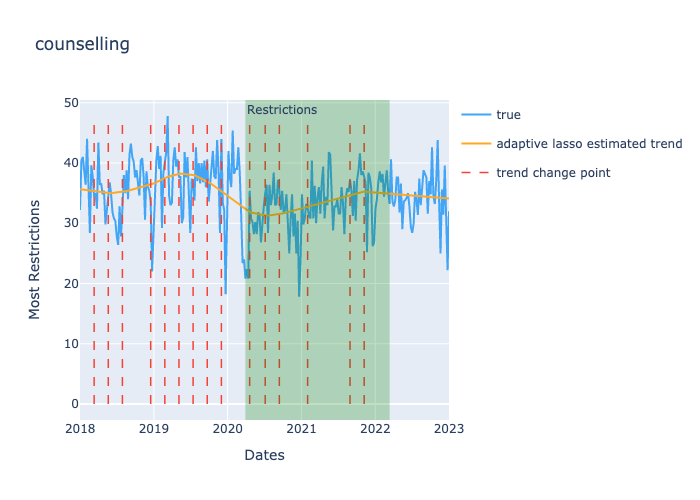 counselling
Restrictions
50
40
30
20
10
0
2018 2019 2020 2021 2022 2023
Dates
Most Restrictions
true
adaptive lasso estimated trend
trend change point